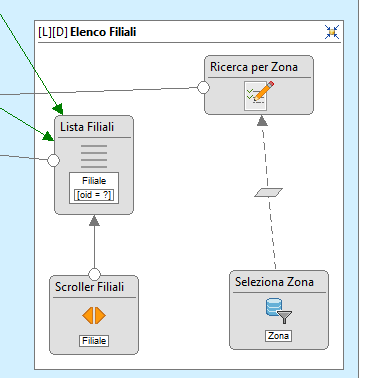 [L][D] Elenco Filiali
Ricerca per Zona
Lista Filiali
Filiale
[oid = ?]
Scroller Filiali
Filiale
Seleziona Zona
Zona